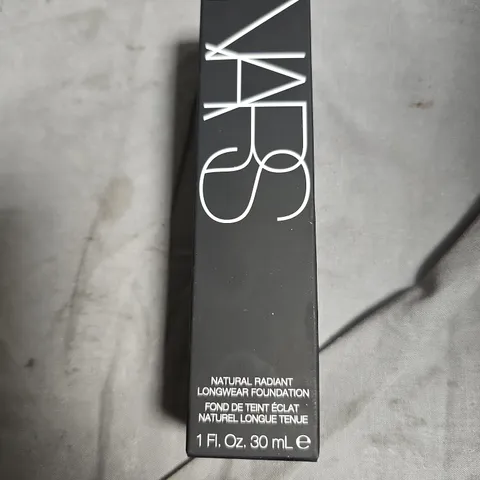 NARS
NATURAL RADIANT
LONGWEAR FOUNDATION
FOND DE TEINT ÉCLAT
NATUREL LONGUE TENUE
1 Fl. Oz. 30 mL ℮